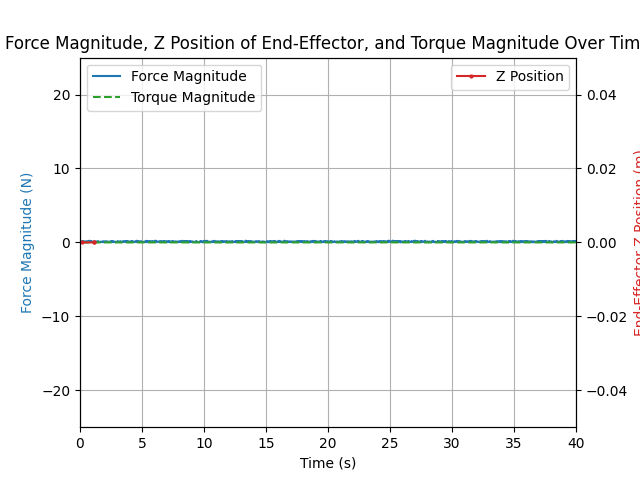 Force Magnitude, Z Position of End-Effector, and Torque Magnitude Over Tim
Force Magnitude
Torque Magnitude
Z Position
20
10
0
−10
−20
Force Magnitude (N)
0.04
0.02
0.00
−0.02
−0.04
End-Effector Z Position (m)
0 5 10 15 20 25 30 35 40
Time (s)